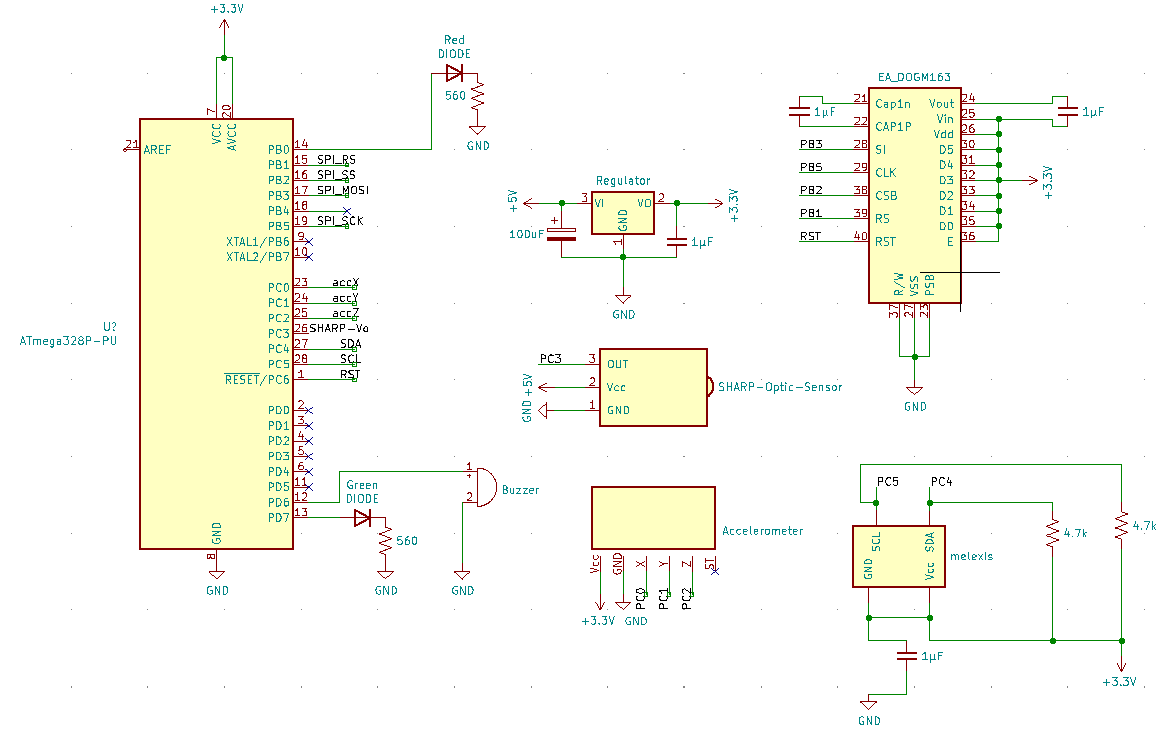 +3.3V
7
20
VCC
AVCC
21
AREF
U?
ATmega328P-PU
PB0
14
PB1
15
SPI_RS
PB2
16
SPI_SS
PB3
17
SPI_MOSI
PB4
18
PB5
19
SPI_SCK
XTAL1/PB6
9
XTAL2/PB7
10
PC0
23
accX
PC1
24
accY
PC2
25
accZ
PC3
26
SHARP-Vo
PC4
27
SDA
PC5
28
SCL
RESET/PC6
1
RST
PD0
2
PD1
3
PD2
4
PD3
5
PD4
6
PD5
11
PD6
12
PD7
13
GND
8
GND
Red
DIODE
560
GND
Green
DIODE
560
GND
1
+
2
Buzzer
GND
Regulator
+5V
3
VI
VO
2
+3.3V
GND
1
+
100uF
1µF
GND
PC3
3
OUT
+5V
2
Vcc
GND
1
GND
SHARP-Optic-Sensor
Accelerometer
Vcc
GND
X
Y
Z
ST
PC0
PC1
PC2
+3.3V
GND
EA_DOGM163
1µF
21
Cap1n
22
CAP1P
PB3
28
SI
PB5
29
CLK
PB2
38
CSB
PB1
39
RS
RST
40
RST
Vout
24
Vin
25
Vdd
26
D5
30
D4
31
D3
32
D2
33
D1
34
DD
35
E
36
1µF
+3.3V
R/W
VSS
PSB
37
27
23
GND
PC5
PC4
SCL
SDA
GND
Vcc
melexis
4.7k
4.7k
1µF
GND
+3.3V